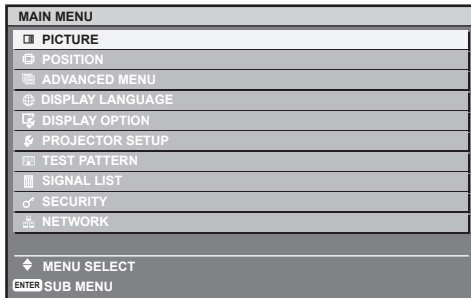 MAIN MENU
PICTURE
POSITION
ADVANCED MENU
DISPLAY LANGUAGE
DISPLAY OPTION
PROJECTOR SETUP
TEST PATTERN
SIGNAL LIST
SECURITY
NETWORK
MENU SELECT
ENTER SUB MENU